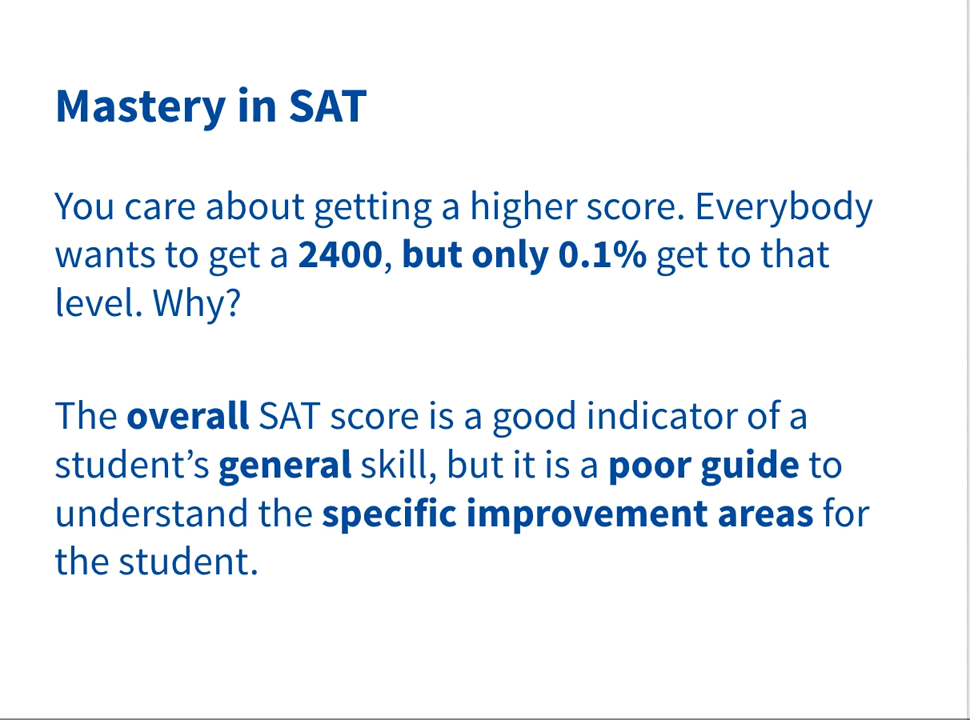 Mastery in SAT
You care about getting a higher score. Everybody
wants to get a 2400, but only 0.1% get to that
level. Why?
The overall SAT score is a good indicator of a
student’s general skill, but it is a poor guide to
understand the specific improvement areas for
the student.